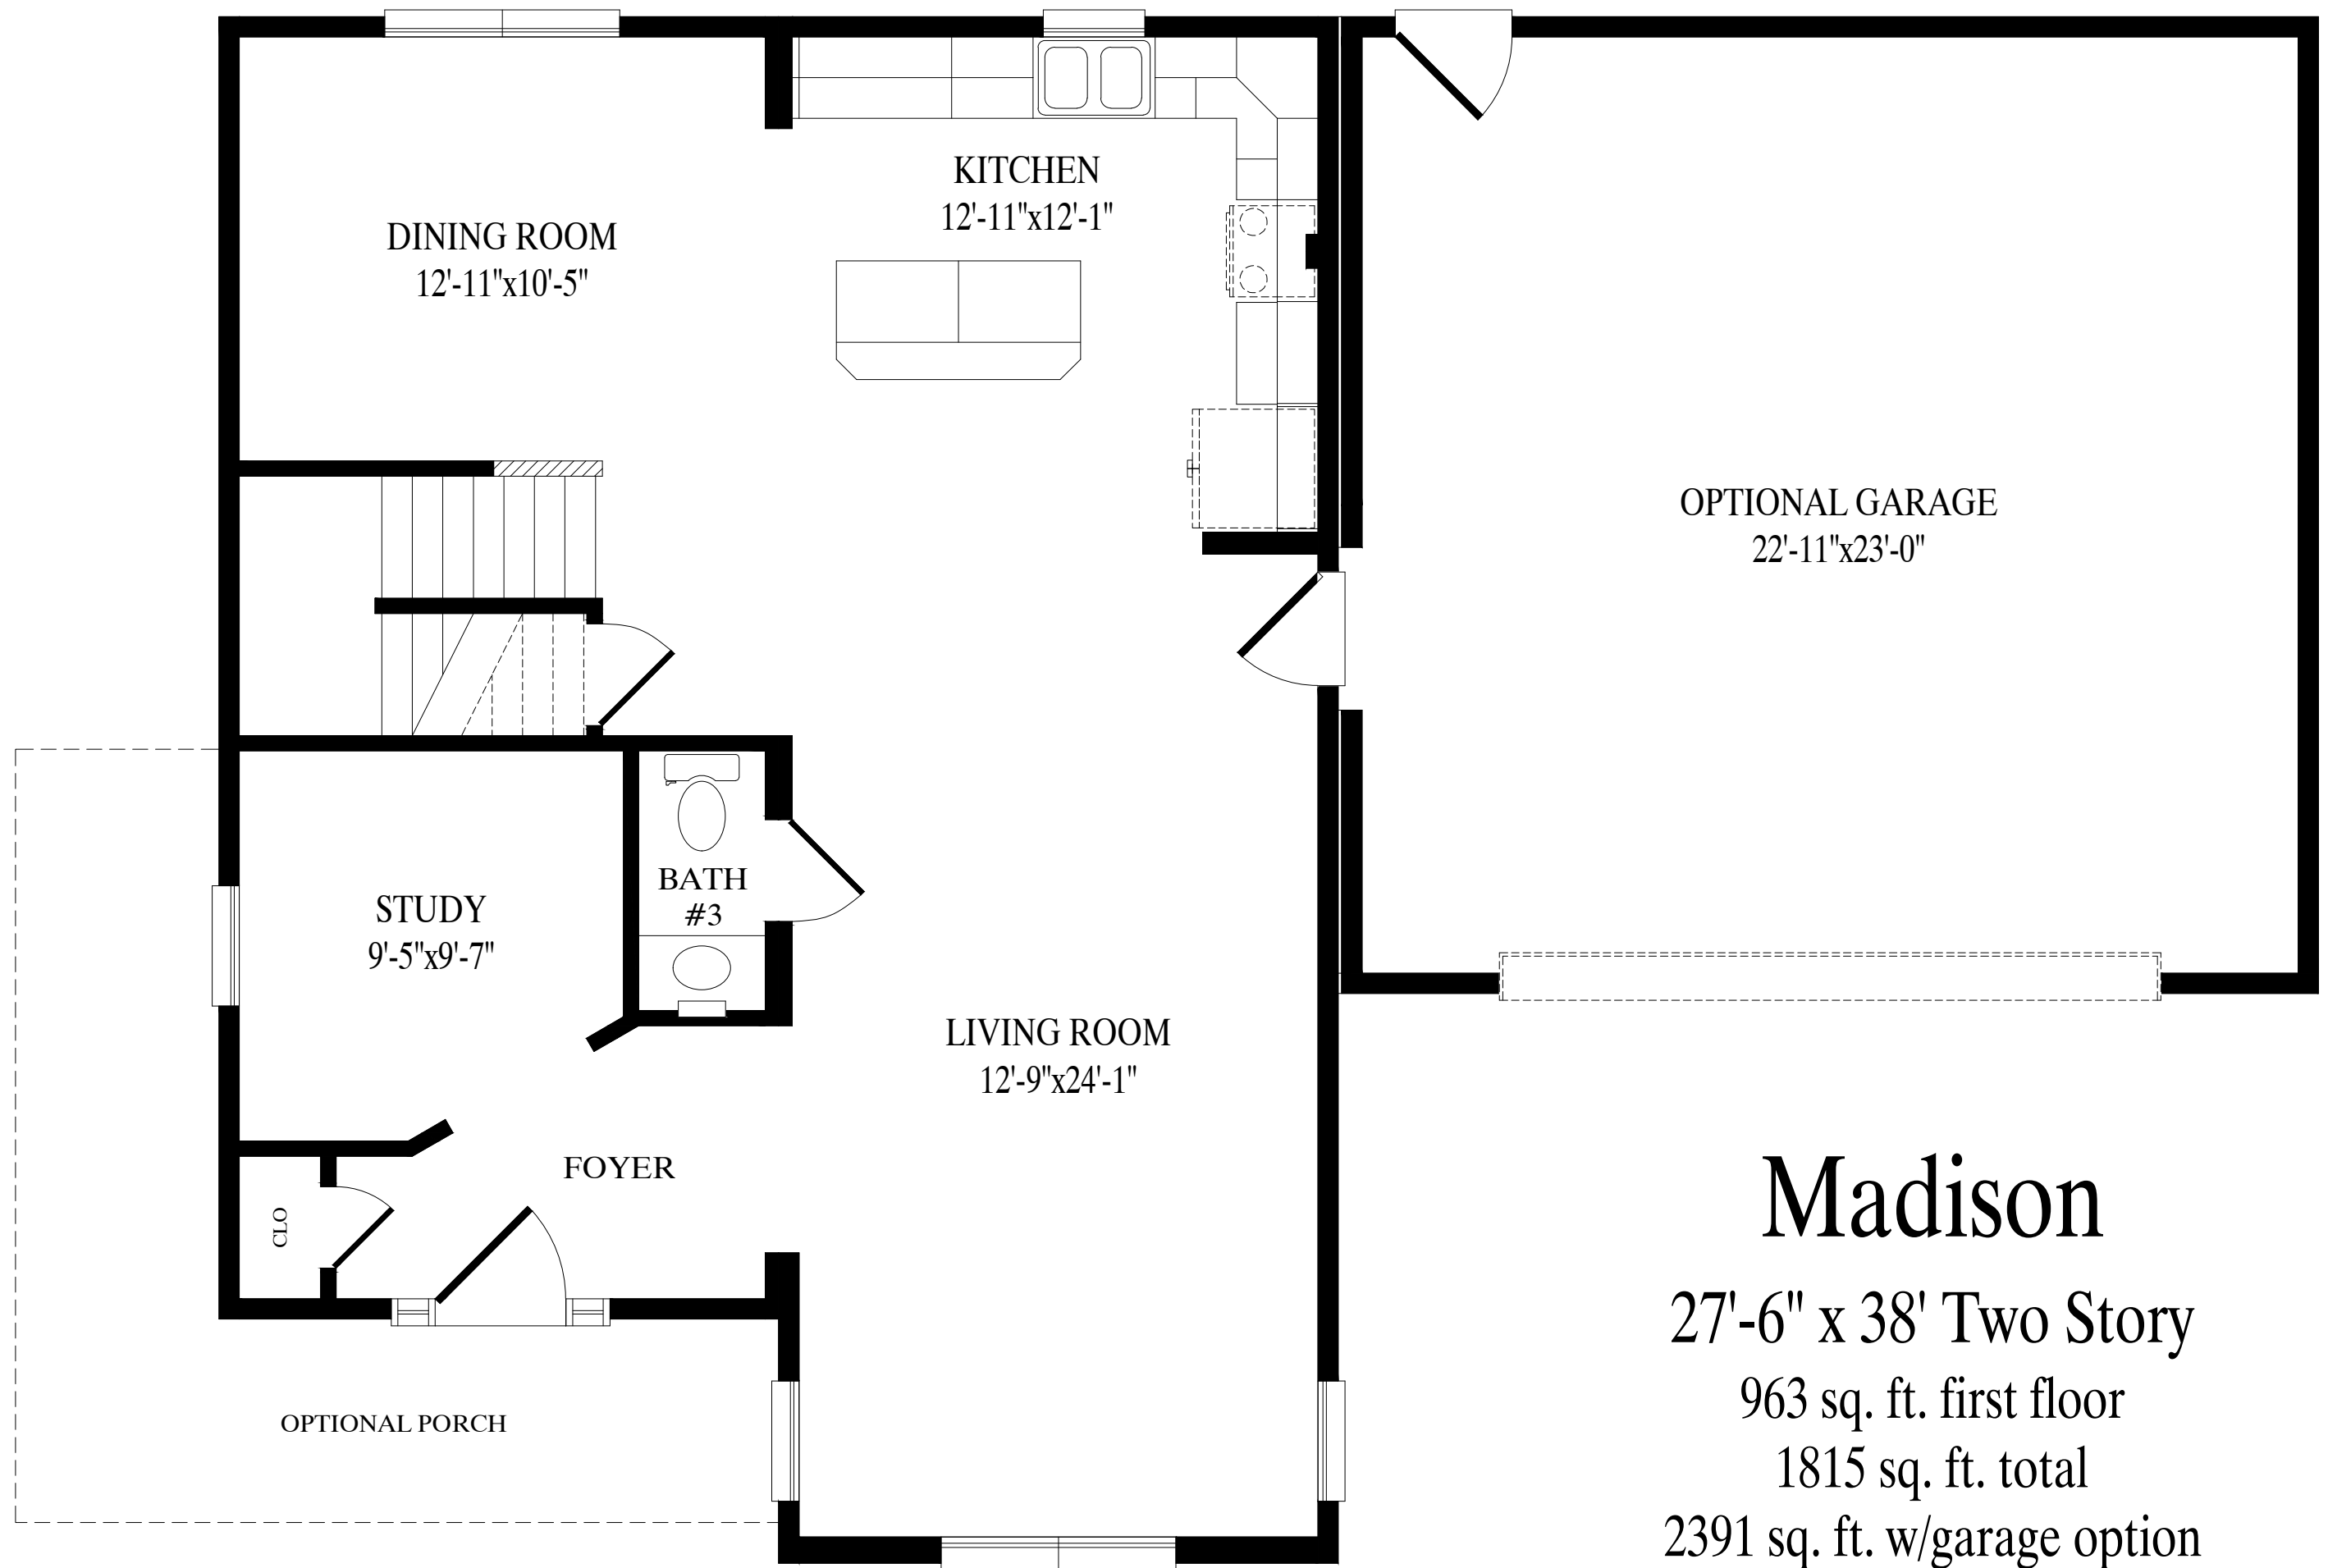 KITCHEN
12'-11"x12'-1"
DINING ROOM
12'-11"x10'-5"
OPTIONAL GARAGE
22'-11"x23'-0"
BATH
#3
STUDY
9'-5"x9'-7"
LIVING ROOM
12'-9"x24'-1"
FOYER
CLO
OPTIONAL PORCH
Madison
27'-6" x 38' Two Story
963 sq. ft. first floor
1815 sq. ft. total
2391 sq. ft. w/garage option